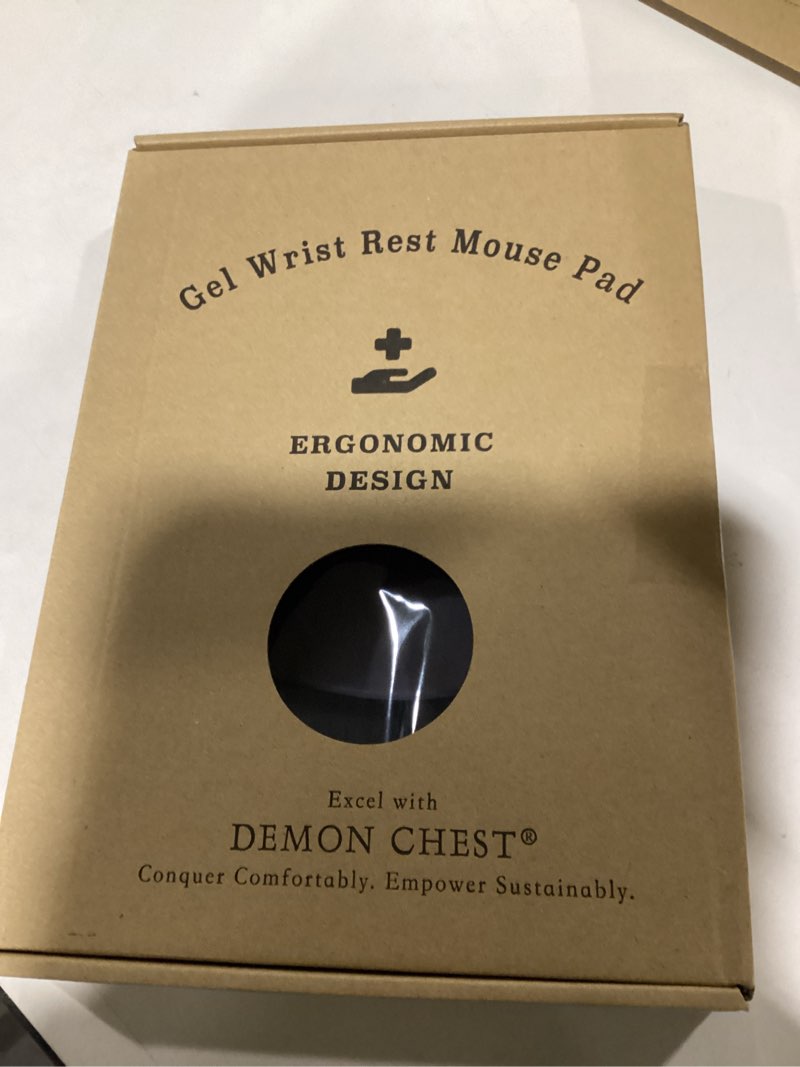 Gel Wrist Rest Mouse Pad
ERGONOMIC
DESIGN
Excel with
DEMON CHEST®
Conquer Comfortably. Empower Sustainably.